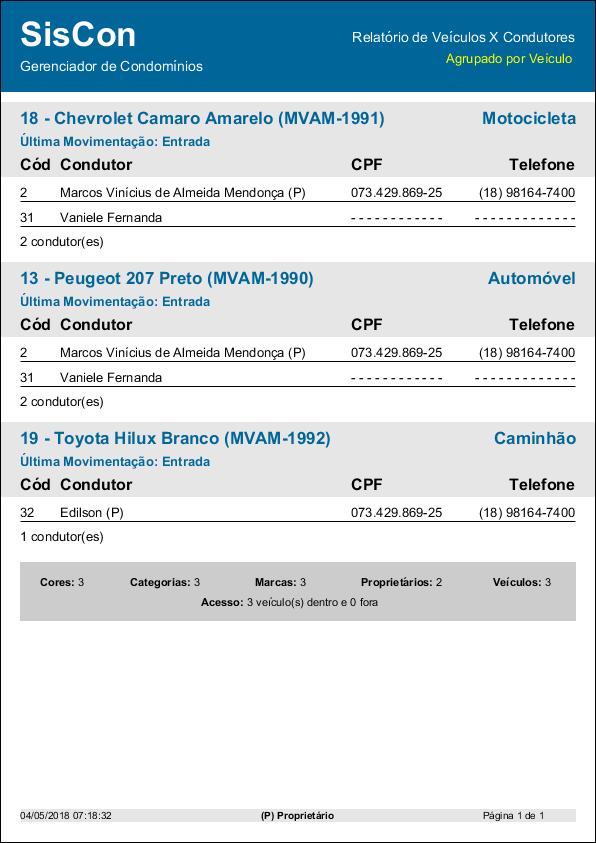 SisCon
Relatório de Veículos X Condutores
Gerenciador de Condomínios
Agrupado por Veículo
18 - Chevrolet Camaro Amarelo (MVAM-1991) Motocicleta
Última Movimentação: Entrada
Cód Condutor CPF Telefone
2 Marcos Vinícius de Almeida Mendonça (P) 073.429.869-25 (18) 98164-7400
31 Vaniele Fernanda - - - - - - - - - - - - - - - - - - - - - - - - -
2 condutor(es)
13 - Peugeot 207 Preto (MVAM-1990) Automóvel
Última Movimentação: Entrada
Cód Condutor CPF Telefone
2 Marcos Vinícius de Almeida Mendonça (P) 073.429.869-25 (18) 98164-7400
31 Vaniele Fernanda - - - - - - - - - - - - - - - - - - - - - - - - -
2 condutor(es)
19 - Toyota Hilux Branco (MVAM-1992) Caminhão
Última Movimentação: Entrada
Cód Condutor CPF Telefone
32 Edilson (P) 073.429.869-25 (18) 98164-7400
1 condutor(es)
Cores: 3 Categorias: 3 Marcas: 3 Proprietários: 2 Veículos: 3
Acesso: 3 veículo(s) dentro e 0 fora
04/05/2018 07:18:32 (P) Proprietário Página 1 de 1